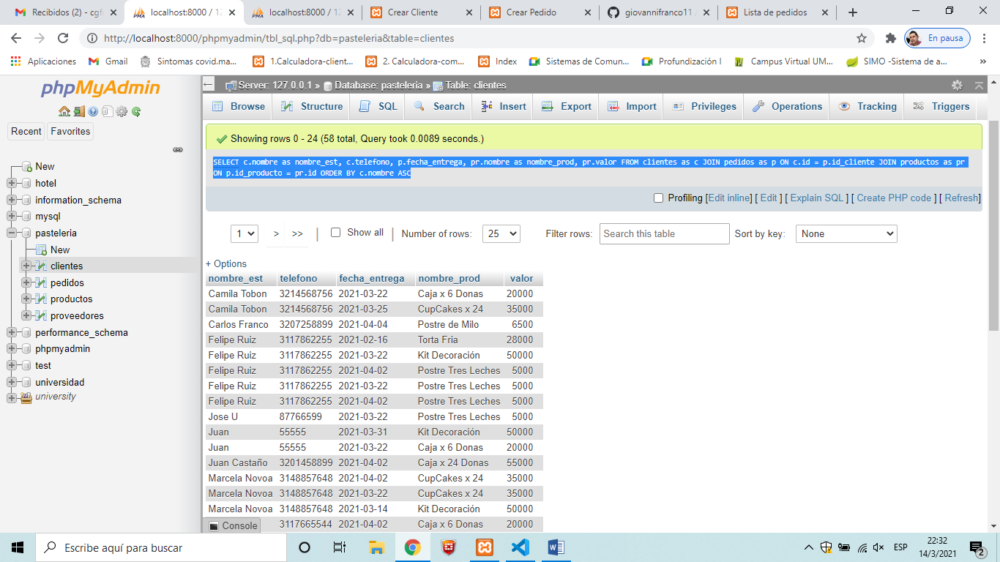 Recibidos (2) - cgf
localhost:8000 / 12
localhost:8000 / 12
Crear Cliente
Crear Pedido
giovannifranco11
Lista de pedidos
http://localhost:8000/phpmyadmin/tbl_sql.php?db=pasteleria&table=clientes
En pausa
Aplicaciones
Gmail
Sintomas covid.ma...
1.Calculadora-client...
2. Calculadora-com...
Index
Sistemas de Comun...
Profundización I
Campus Virtual UM...
SIMO -Sistema de a...
»
phpMyAdmin
Recent
Favorites
New
hotel
information_schema
mysql
pasteleria
New
clientes
pedidos
productos
proveedores
performance_schema
phpmyadmin
test
universidad
university
Server: 127.0.0.1 » Database: pasteleria » Table: clientes
Browse
Structure
SQL
Search
Insert
Export
Import
Privileges
Operations
Tracking
Triggers
Showing rows 0 - 24 (58 total, Query took 0.0089 seconds.)
SELECT c.nombre as nombre_est, c.telefono, p.fecha_entrega, pr.nombre as nombre_prod, pr.valor FROM clientes as c JOIN pedidos as p ON c.id = p.id_cliente JOIN productos as pr
ON p.id_producto = pr.id ORDER BY c.nombre ASC
Profiling [Edit inline] [ Edit ] [ Explain SQL ] [ Create PHP code ] [ Refresh]
1 > >> | Show all | Number of rows: 25 Filter rows: Search this table Sort by key: None
+ Options
nombre_est telefono fecha_entrega nombre_prod valor
Camila Tobon 3214568756 2021-03-22 Caja x 6 Donas 20000
Camila Tobon 3214568756 2021-03-25 CupCakes x 24 35000
Carlos Franco 3207258899 2021-04-04 Postre de Milo 6500
Felipe Ruiz 3117862255 2021-02-16 Torta Fria 28000
Felipe Ruiz 3117862255 2021-03-22 Kit Decoración 50000
Felipe Ruiz 3117862255 2021-04-02 Postre Tres Leches 5000
Felipe Ruiz 3117862255 2021-03-22 Postre Tres Leches 5000
Felipe Ruiz 3117862255 2021-04-02 Postre Tres Leches 5000
Jose U 87766599 2021-03-22 Postre Tres Leches 5000
Juan 55555 2021-03-31 Kit Decoración 50000
Juan 55555 2021-03-22 Caja x 6 Donas 20000
Juan Castaño 3201458899 2021-04-02 Caja x 24 Donas 55000
Marcela Novoa 3148857648 2021-04-02 CupCakes x 24 35000
Marcela Novoa 3148857648 2021-03-22 CupCakes x 24 35000
Marcela Novoa 3148857648 2021-03-14 Kit Decoración 50000
Console 3117665544 2021-04-02 Caja x 6 Donas 20000
Escribe aquí para buscar
ESP
22:32
14/3/2021
2